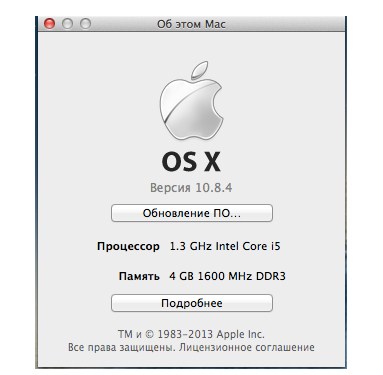 Об этом Mac
OS X
Версия 10.8.4
Обновление ПО...
Процессор 1.3 GHz Intel Core i5
Память 4 GB 1600 MHz DDR3
Подробнее
ТМ и © 1983-2013 Apple Inc.
Все права защищены. Лицензионное соглашение